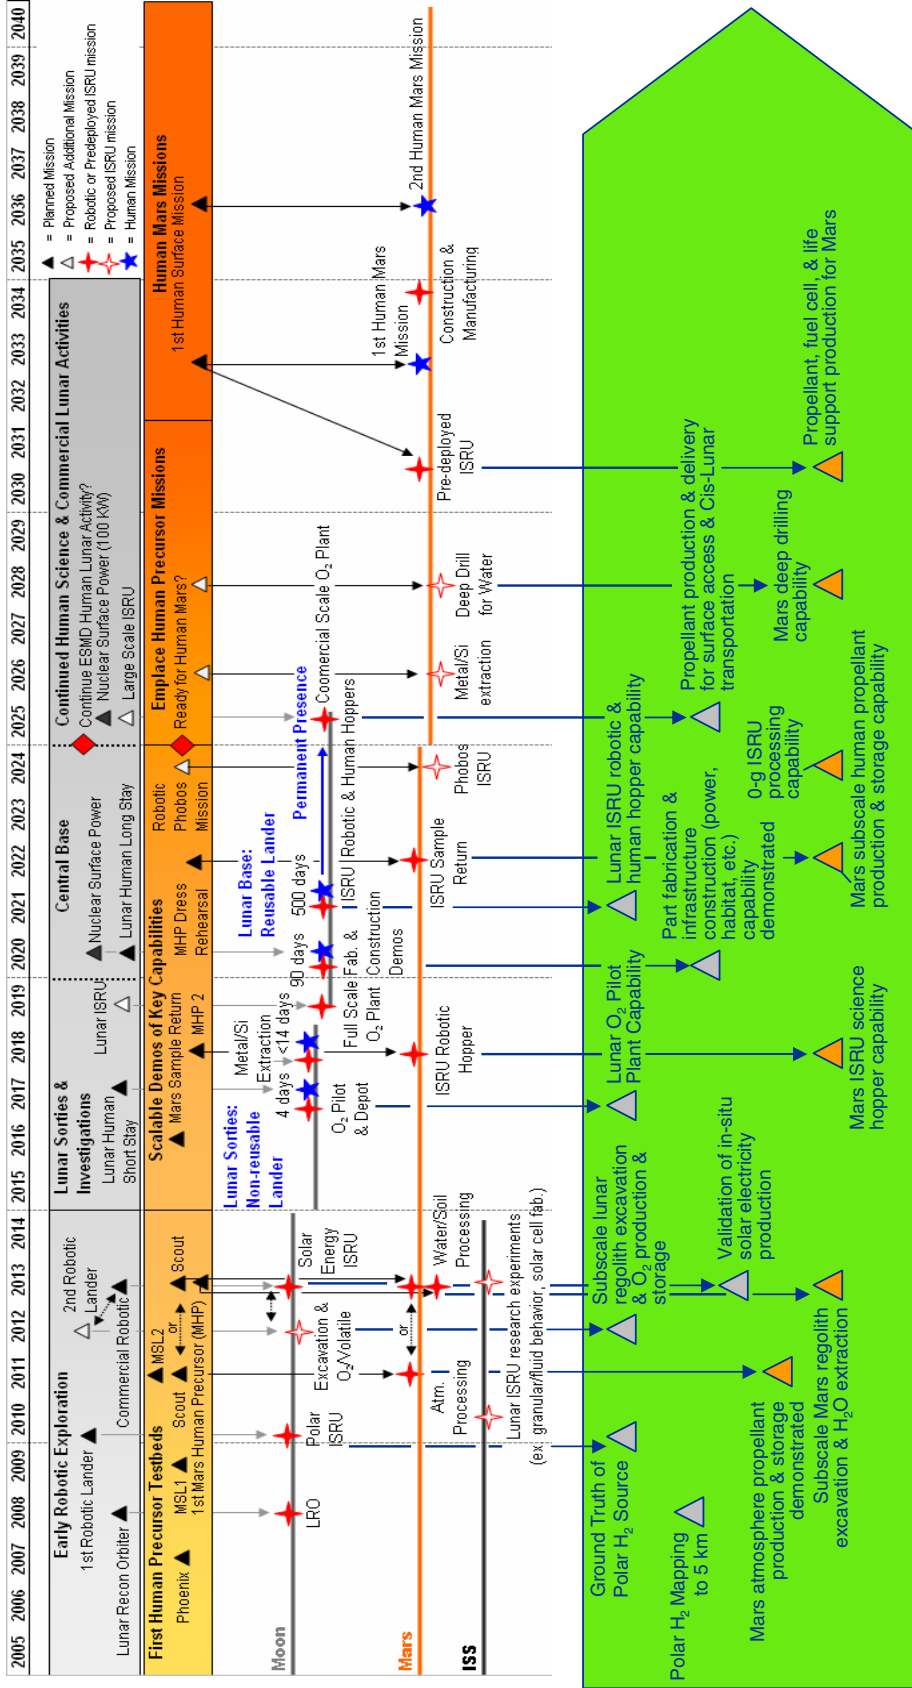 2005 2006 2007 2008 2009 2010 2011 2012 2013 2014 2015 2016 2017 2018 2019 2020 2021 2022 2023 2024 2025 2026 2027 2028 2029 2030 2031 2032 2033 2034 2035 2036 2037 2038 2039 2040
= Planned Mission
= Proposed Additional Mission
= Robotic or Predeployed ISRU mission
= Proposed ISRU mission
= Human Mission
Early Robotic Exploration
1st Robotic Lander
Lunar Recon Orbiter
2nd Robotic
Lander
Commercial Robotic
Lunar Sorties &
Investigations
Lunar Human
Short Stay
Lunar ISRU
Central Base
Nuclear Surface Power
Lunar Human Long Stay
Continued Human Science & Commercial Lunar Activities
Continue ESMD Human Lunar Activity?
Nuclear Surface Power (100 KW)
Large Scale ISRU
First Human Precursor Testbeds
Phoenix
MSL1
Scout
MSL2
or
Scout
1st Mars Human Precursor (MHP)
Scalable Demos of Key Capabilities
Mars Sample Return
MHP 2
MHP Dress
Rehearsal
Robotic
Phobos
Mission
Emplace Human Precursor Missions
Ready for Human Mars?
Human Mars Missions
1st Human Surface Mission
Moon
LRO
Polar
ISRU
Excavation &
O2/Volatile
Solar
Energy
ISRU
Lunar Sorties:
Non-reusable
Lander
4 days
Metal/Si
Extraction
<14 days
O2 Pilot
& Depot
Full Scale
O2 Plant
90 days
Fab. &
Construction
Demos
Lunar Base:
Reusable Lander
500 days
Permanent Presence
ISRU Robotic & Human Hoppers
Coomercial Scale O2 Plant
Mars
or
Atm.
Processing
Water/Soil
Processing
ISRU Robotic
Hopper
ISRU Sample
Return
Phobos
ISRU
Metal/Si
extraction
Deep Drill
for Water
Pre-deployed
ISRU
1st Human Mars
Mission
Construction &
Manufacturing
2nd Human Mars Mission
ISS
Lunar ISRU research experiments
(ex. granular/fluid behavior, solar cell fab.)
Ground Truth of
Polar H2 Source
Polar H2 Mapping
to 5 km
Mars atmosphere propellant
production & storage
demonstrated
Subscale Mars regolith
excavation & H2O extraction
Subscale lunar
regolith excavation
& O2 production &
storage
Validation of in-situ
solar electricity
production
Lunar O2 Pilot
Plant Capability
Mars ISRU science
hopper capability
Lunar ISRU robotic &
human hopper capability
Part fabrication &
infrastructure
construction (power,
habitat, etc.)
capability
demonstrated
0-g ISRU
processing
capability
Mars subscale human propellant
production & storage capability
Propellant production & delivery
for surface access & Cis-Lunar
transportation
Mars deep drilling
capability
Propellant, fuel cell, & life
support production for Mars